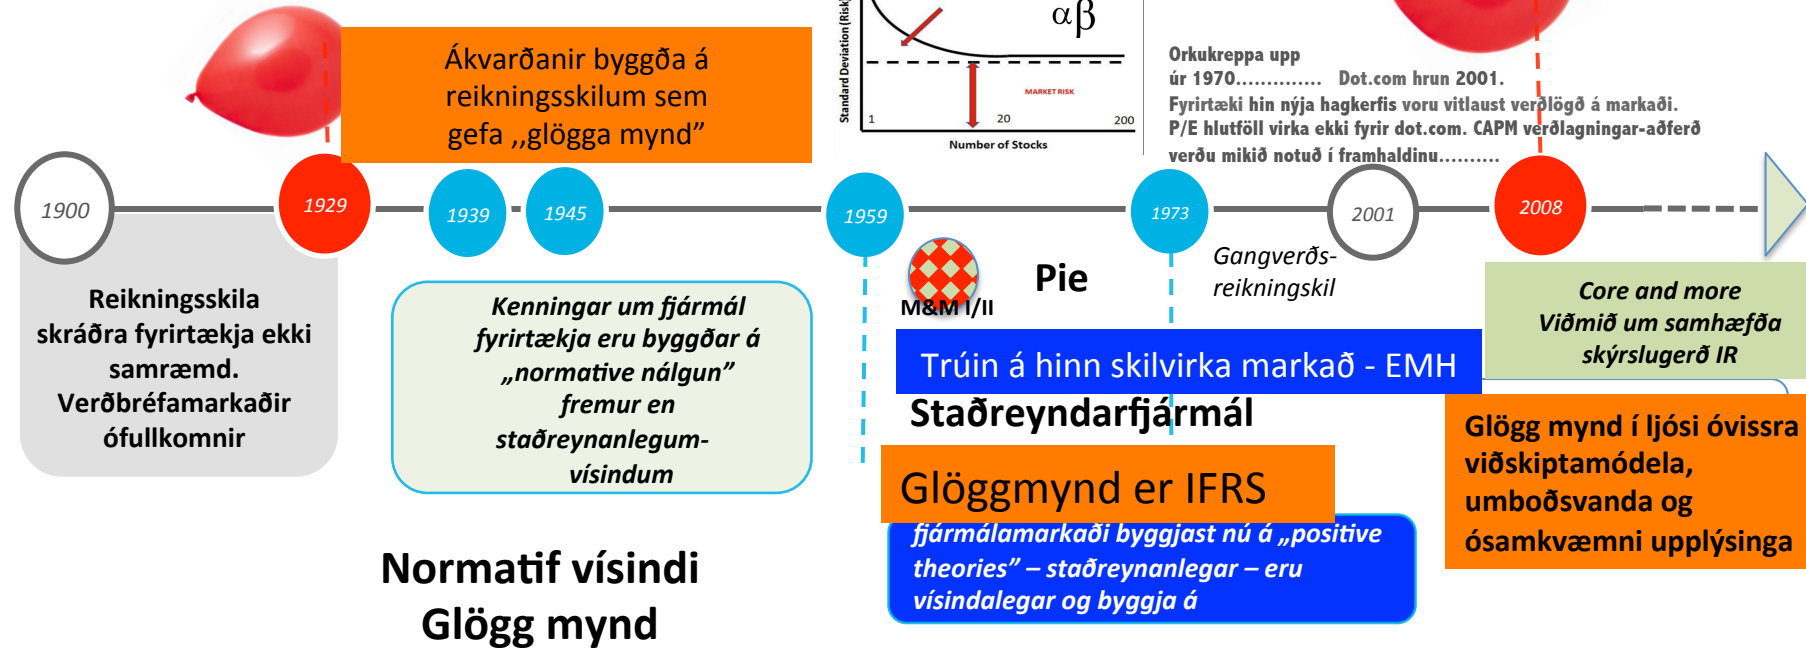 Ákvarðanir byggða á
reikningsskilum sem
gefa ,,glögga mynd”
Standard Deviation (Risk)
αβ
MARKET RISK
1
20
200
Number of Stocks
Orkukreppa upp
úr 1970.............. Dot.com hrun 2001.
Fyrirtæki hin nýja hagkerfis voru vitlaust verðlögð á markaði.
P/E hlutföll virka ekki fyrir dot.com. CAPM verðlagningar-aðferð
verðu mikið notuð í framhaldinu..........
1900
1929
1939
1945
1959
1973
2001
2008
Reikningsskila
skráðra fyrirtækja ekki
samræmd.
Verðbréfamarkaðir
ófullkomnir
Kenningar um fjármál
fyrirtækja eru byggðar á
„normative nálgun”
fremur en
staðreynanlegum-
vísindum
Pie
M&M I/II
Gangverðs-
reikningskil
Core and more
Viðmið um samhæfða
skýrslugerð IR
Trúin á hinn skilvirka markað - EMH
Staðreyndarfjármál
Glöggmynd er IFRS
fjármálamarkaði byggjast nú á „positive
theories” – staðreynanlegar – eru
vísindalegar og byggja á
Glögg mynd í ljósi óvissra
viðskiptamódela,
umboðsvanda og
ósamkvæmni upplýsinga
Normatif vísindi
Glögg mynd